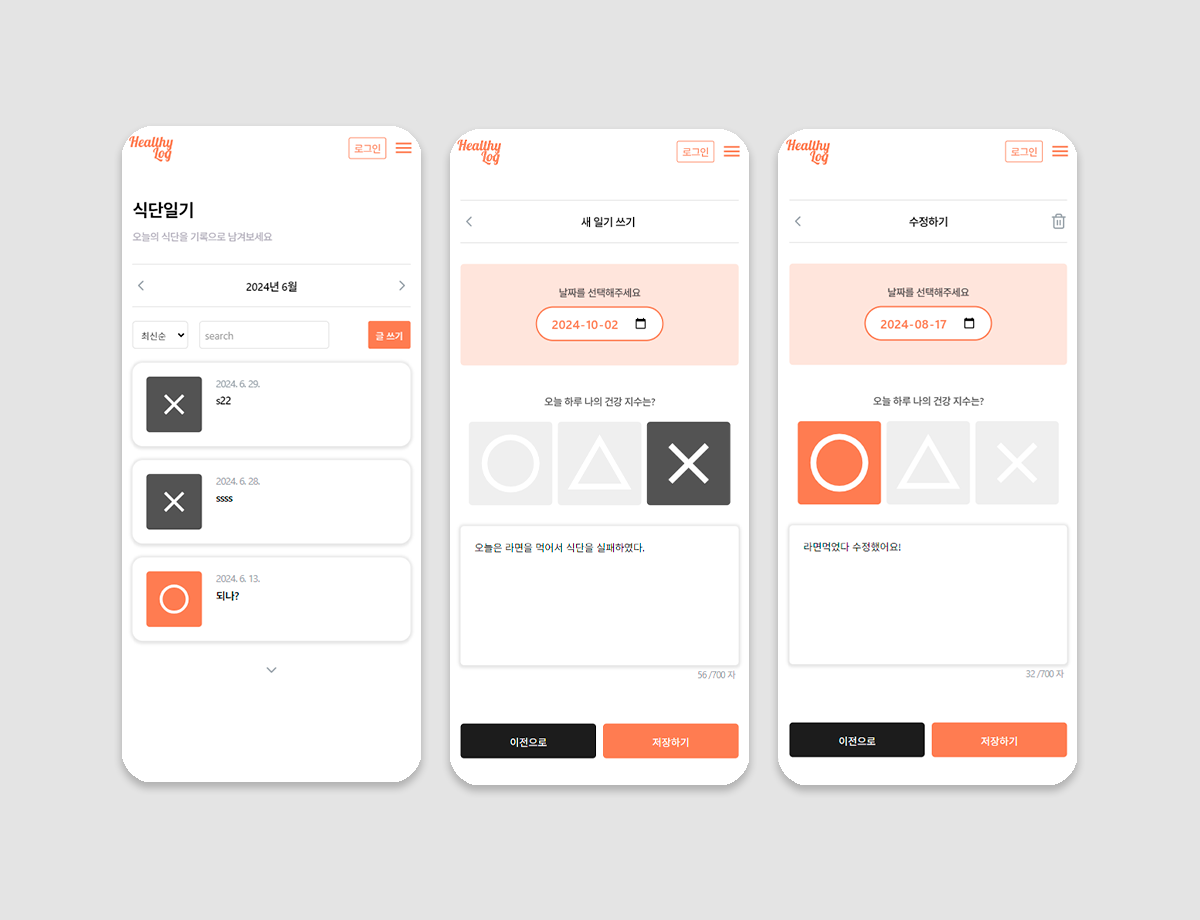 Healthy
Log
로그인
식단일기
오늘의 식단을 기록으로 남겨보세요
2024년 6월
최신순
search
글 쓰기
2024. 6. 29.
s22
2024. 6. 28.
ssss
2024. 6. 13.
되나?
Healthy
Log
로그인
새 일기 쓰기
날짜를 선택해주세요
2024-10-02
오늘 하루 나의 건강 지수는?
오늘은 라면을 먹어서 식단을 실패하였다.
56 /700 자
이전으로
저장하기
Healthy
Log
로그인
수정하기
날짜를 선택해주세요
2024-08-17
오늘 하루 나의 건강 지수는?
라면먹었다 수정했어요!
32 /700 자
이전으로
저장하기